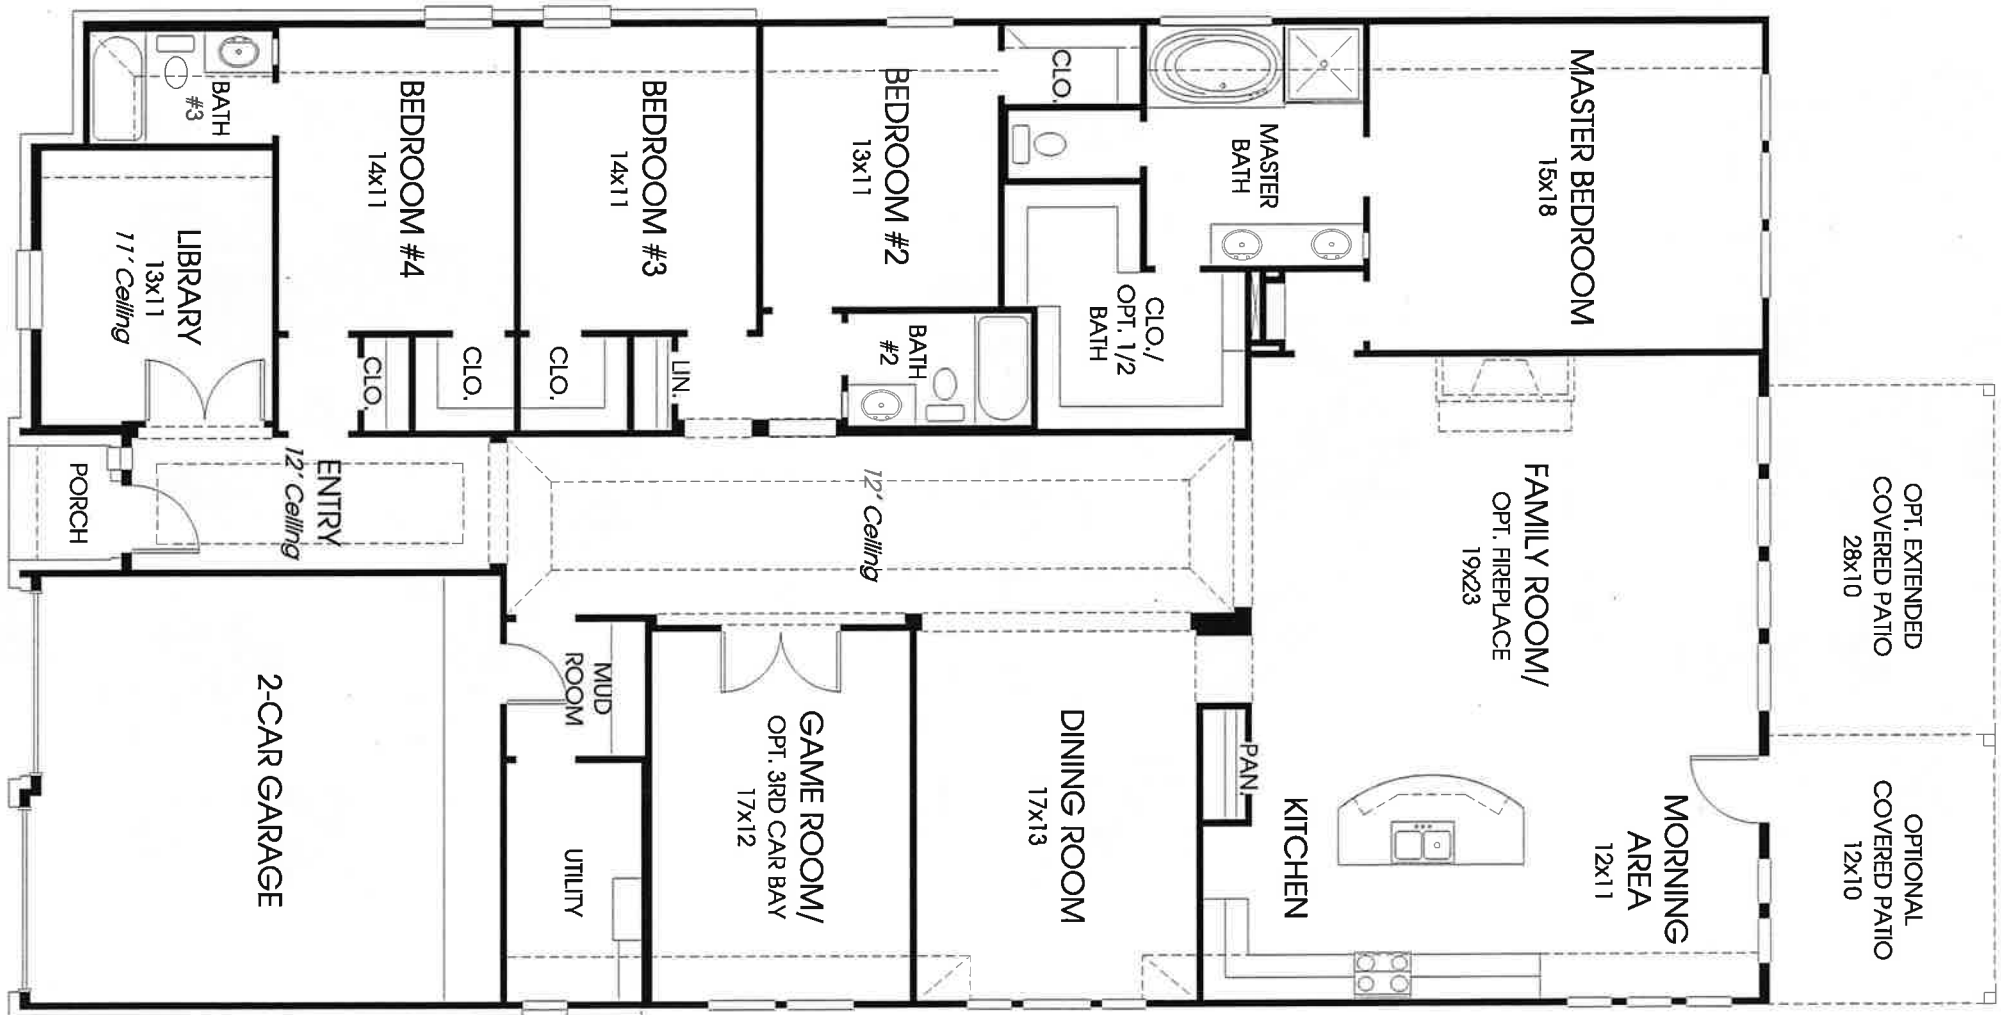 BATH
#3
BEDROOM #4
14x11
BEDROOM #3
14x11
BEDROOM #2
13x11
CLO.
MASTER
BATH
MASTER BEDROOM
15x18
LIBRARY
13x11
11' Ceiling
CLO.
CLO.
CLO.
LIN.
BATH
#2
CLO./
OPT. 1/2
BATH
PORCH
ENTRY
12' Ceiling
12' Ceiling
FAMILY ROOM/
OPT. FIREPLACE
19x23
OPT. EXTENDED
COVERED PATIO
28x10
2-CAR GARAGE
MUD
ROOM
UTILITY
GAME ROOM/
OPT. 3RD CAR BAY
17x12
DINING ROOM
17x13
PAN.
KITCHEN
MORNING
AREA
12x11
OPTIONAL
COVERED PATIO
12x10